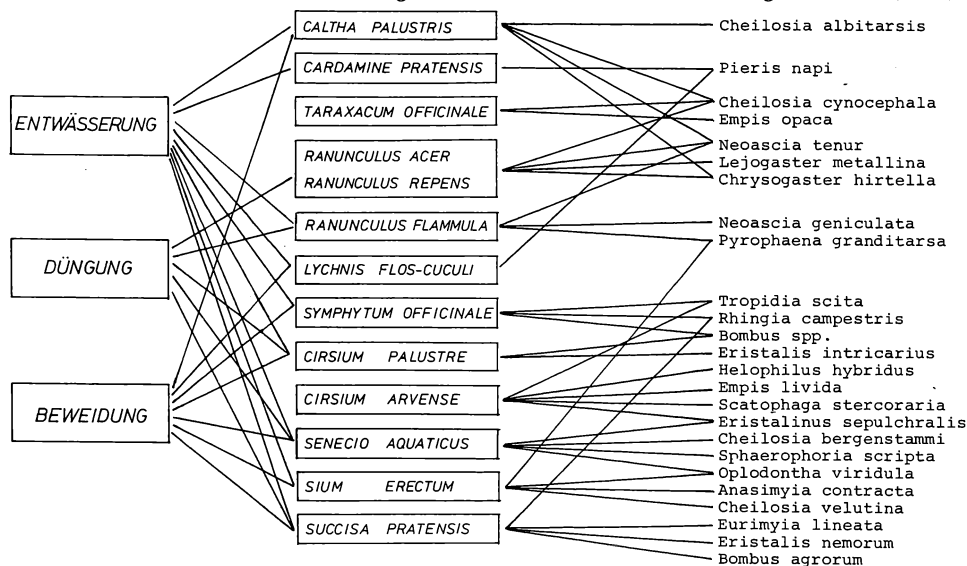 ENTWÄSSERUNG
DÜNGUNG
BEWEIDUNG
CALTHA PALUSTRIS
CARDAMINE PRATENSIS
TARAXACUM OFFICINALE
RANUNCULUS ACER
RANUNCULUS REPENS
RANUNCULUS FLAMMULA
LYCHNIS FLOS-CUCULI
SYMPHYTUM OFFICINALE
CIRSIUM PALUSTRE
CIRSIUM ARVENSE
SENECIO AQUATICUS
SIUM ERECTUM
SUCCISA PRATENSIS
Cheilosia albitarsis
Pieris napi
Cheilosia cynocephala
Empis opaca
Neoascia tenur
Lejogaster metallina
Chrysogaster hirtella
Neoascia geniculata
Pyrophaena granditarsa
Tropidia scita
Rhingia campestris
Bombus spp.
Eristalis intricarius
Helophilus hybridus
Empis livida
Scatophaga stercoraria
Eristalinus sepulchralis
Cheilosia bergenstammi
Sphaerophoria scripta
Oplodontha viridula
Anasimyia contracta
Cheilosia velutina
Eurimyia lineata
Eristalis nemorum
Bombus agrorum